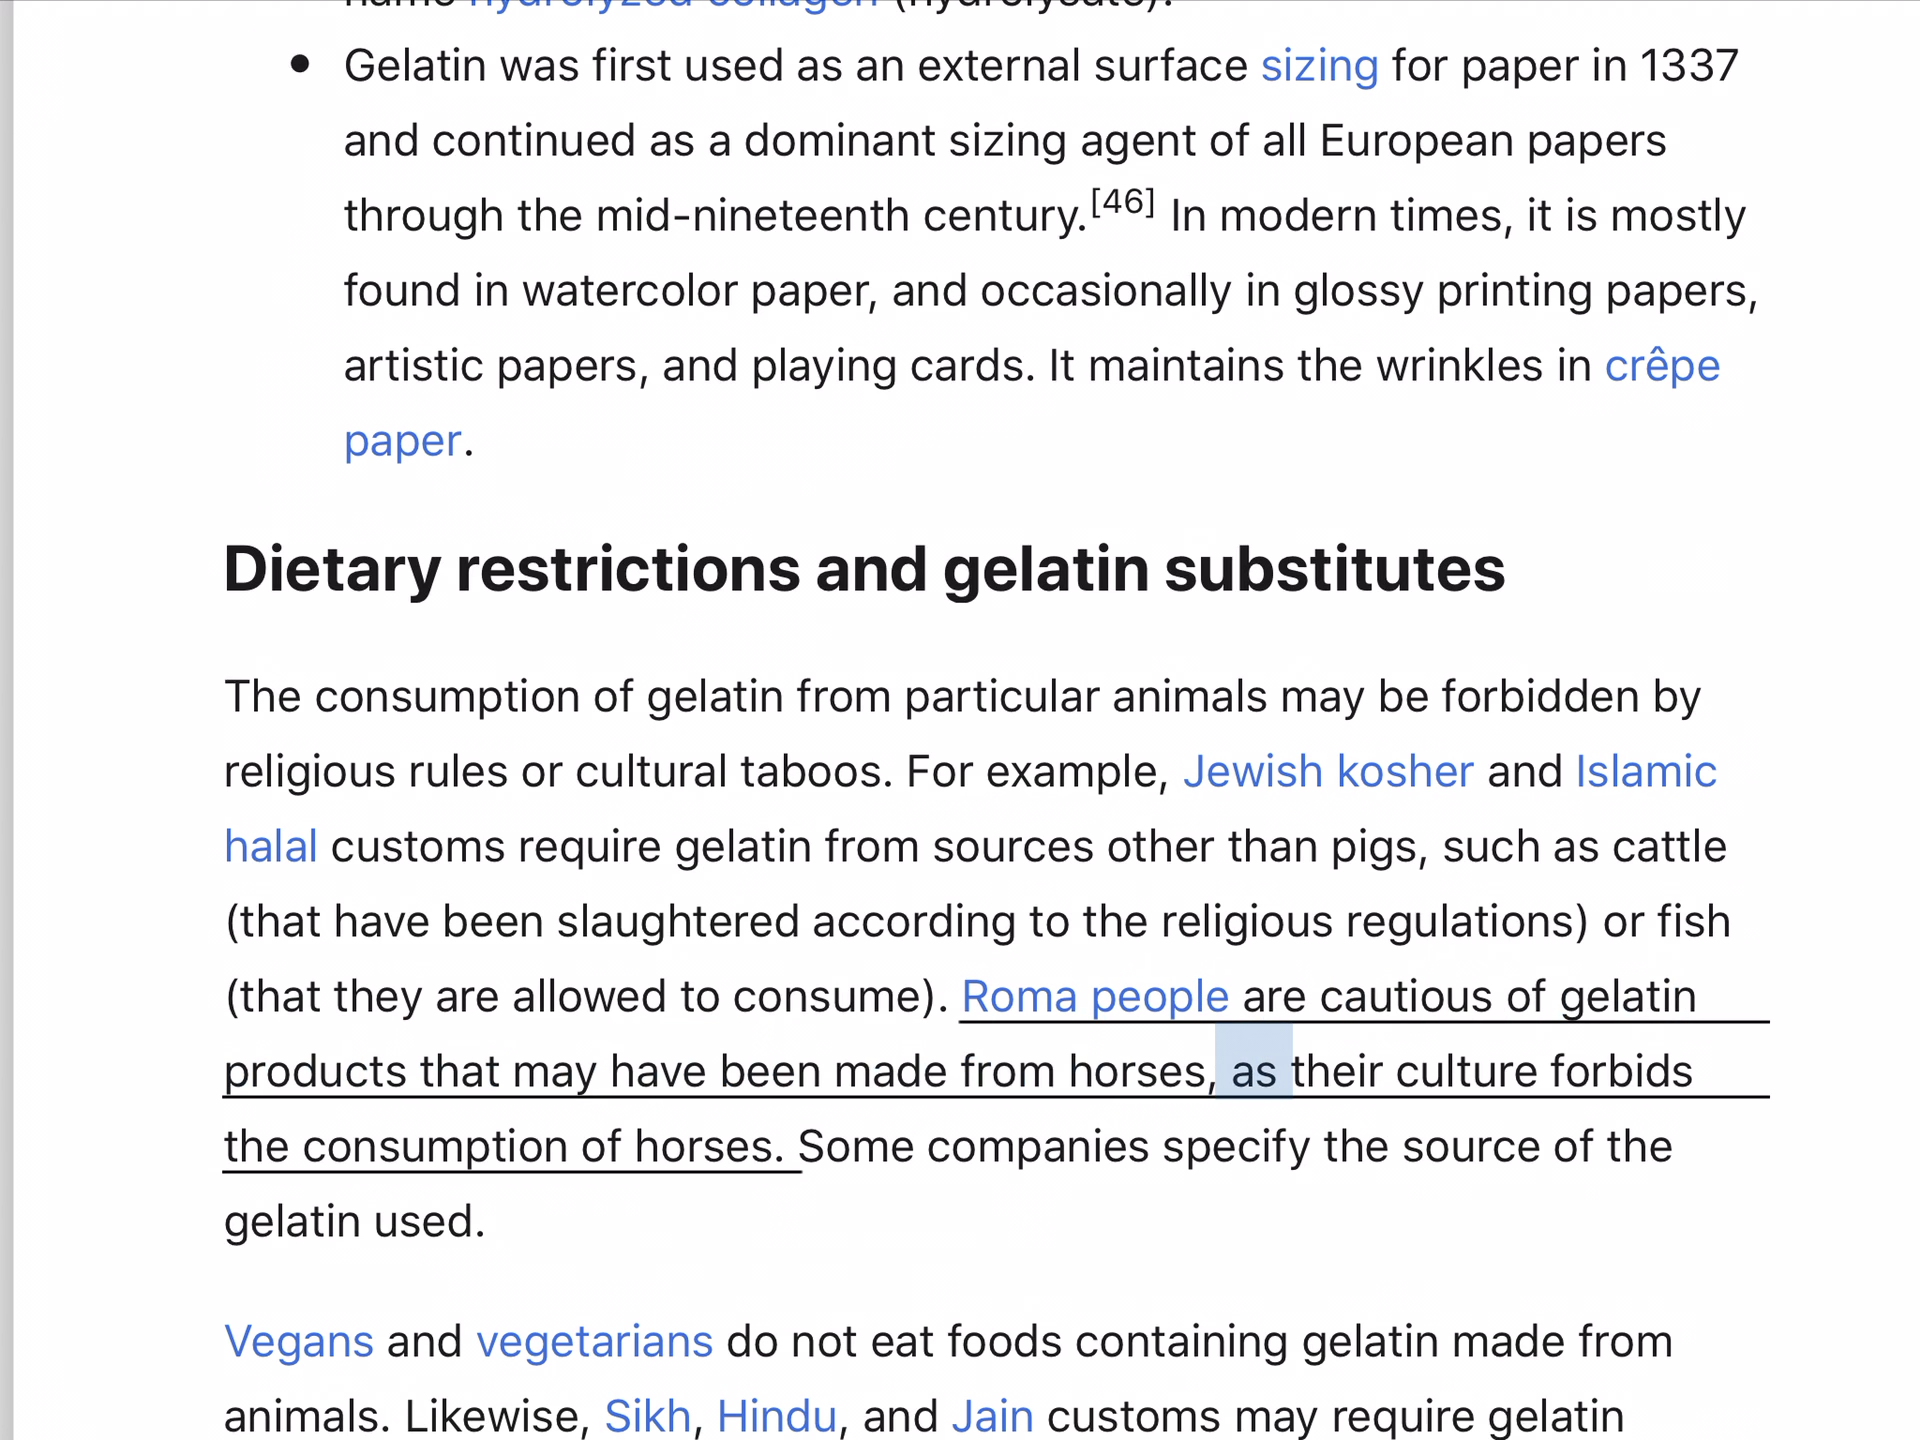 name hydrolyzed collagen (hydrolysate).
• Gelatin was first used as an external surface sizing for paper in 1337
and continued as a dominant sizing agent of all European papers
through the mid-nineteenth century.[46] In modern times, it is mostly
found in watercolor paper, and occasionally in glossy printing papers,
artistic papers, and playing cards. It maintains the wrinkles in crêpe
paper.
Dietary restrictions and gelatin substitutes
The consumption of gelatin from particular animals may be forbidden by
religious rules or cultural taboos. For example, Jewish kosher and Islamic
halal customs require gelatin from sources other than pigs, such as cattle
(that have been slaughtered according to the religious regulations) or fish
(that they are allowed to consume). Roma people are cautious of gelatin
products that may have been made from horses, as their culture forbids
the consumption of horses. Some companies specify the source of the
gelatin used.
Vegans and vegetarians do not eat foods containing gelatin made from
animals. Likewise, Sikh, Hindu, and Jain customs may require gelatin